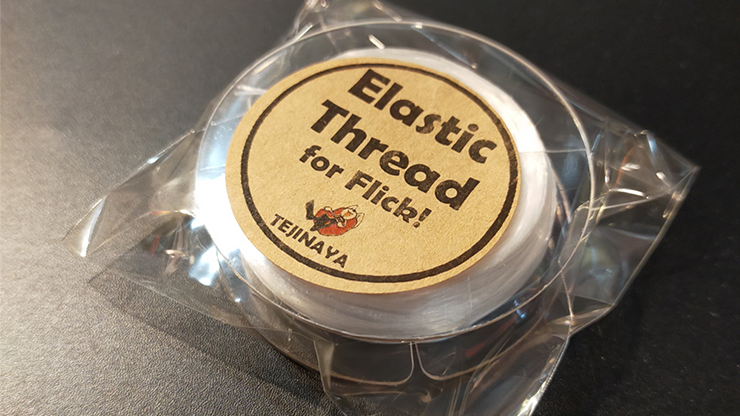 Elastic
Thread
for Flick!
TEJINAYA